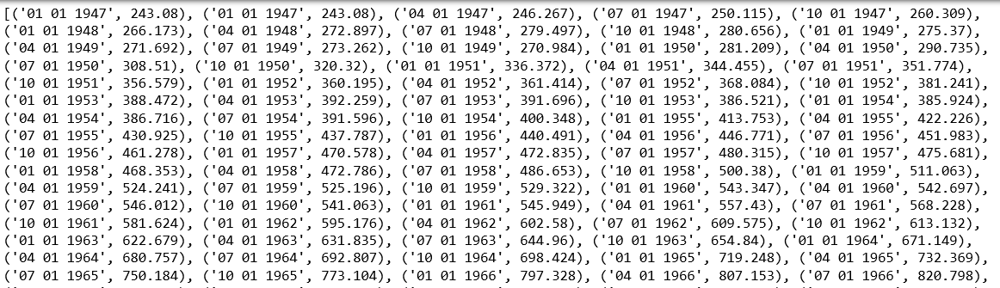 [('01 01 1947', 243.08), ('01 01 1947', 243.08), ('04 01 1947', 246.267), ('07 01 1947', 250.115), ('10 01 1947', 260.309),
('01 01 1948', 266.173), ('04 01 1948', 272.897), ('07 01 1948', 279.497), ('10 01 1948', 280.656), ('01 01 1949', 275.37),
('04 01 1949', 271.692), ('07 01 1949', 273.262), ('10 01 1949', 270.984), ('01 01 1950', 281.209), ('04 01 1950', 290.735),
('07 01 1950', 308.51), ('10 01 1950', 320.32), ('01 01 1951', 336.372), ('04 01 1951', 344.455), ('07 01 1951', 351.774),
('10 01 1951', 356.579), ('01 01 1952', 360.195), ('04 01 1952', 361.414), ('07 01 1952', 368.084), ('10 01 1952', 381.241),
('01 01 1953', 388.472), ('04 01 1953', 392.259), ('07 01 1953', 391.696), ('10 01 1953', 386.521), ('01 01 1954', 385.924),
('04 01 1954', 386.716), ('07 01 1954', 391.596), ('10 01 1954', 400.348), ('01 01 1955', 413.753), ('04 01 1955', 422.226),
('07 01 1955', 430.925), ('10 01 1955', 437.787), ('01 01 1956', 440.491), ('04 01 1956', 446.771), ('07 01 1956', 451.983),
('10 01 1956', 461.278), ('01 01 1957', 470.578), ('04 01 1957', 472.835), ('07 01 1957', 480.315), ('10 01 1957', 475.681),
('01 01 1958', 468.353), ('04 01 1958', 472.786), ('07 01 1958', 486.653), ('10 01 1958', 500.38), ('01 01 1959', 511.063),
('04 01 1959', 524.241), ('07 01 1959', 525.196), ('10 01 1959', 529.322), ('01 01 1960', 543.347), ('04 01 1960', 542.697),
('07 01 1960', 546.012), ('10 01 1960', 541.063), ('01 01 1961', 545.949), ('04 01 1961', 557.43), ('07 01 1961', 568.228),
('10 01 1961', 581.624), ('01 01 1962', 595.176), ('04 01 1962', 602.58), ('07 01 1962', 609.575), ('10 01 1962', 613.132),
('01 01 1963', 622.679), ('04 01 1963', 631.835), ('07 01 1963', 644.96), ('10 01 1963', 654.84), ('01 01 1964', 671.149),
('04 01 1964', 680.757), ('07 01 1964', 692.807), ('10 01 1964', 698.424), ('01 01 1965', 719.248), ('04 01 1965', 732.369),
('07 01 1965', 750.184), ('10 01 1965', 773.104), ('01 01 1966', 797.328), ('04 01 1966', 807.153), ('07 01 1966', 820.798),